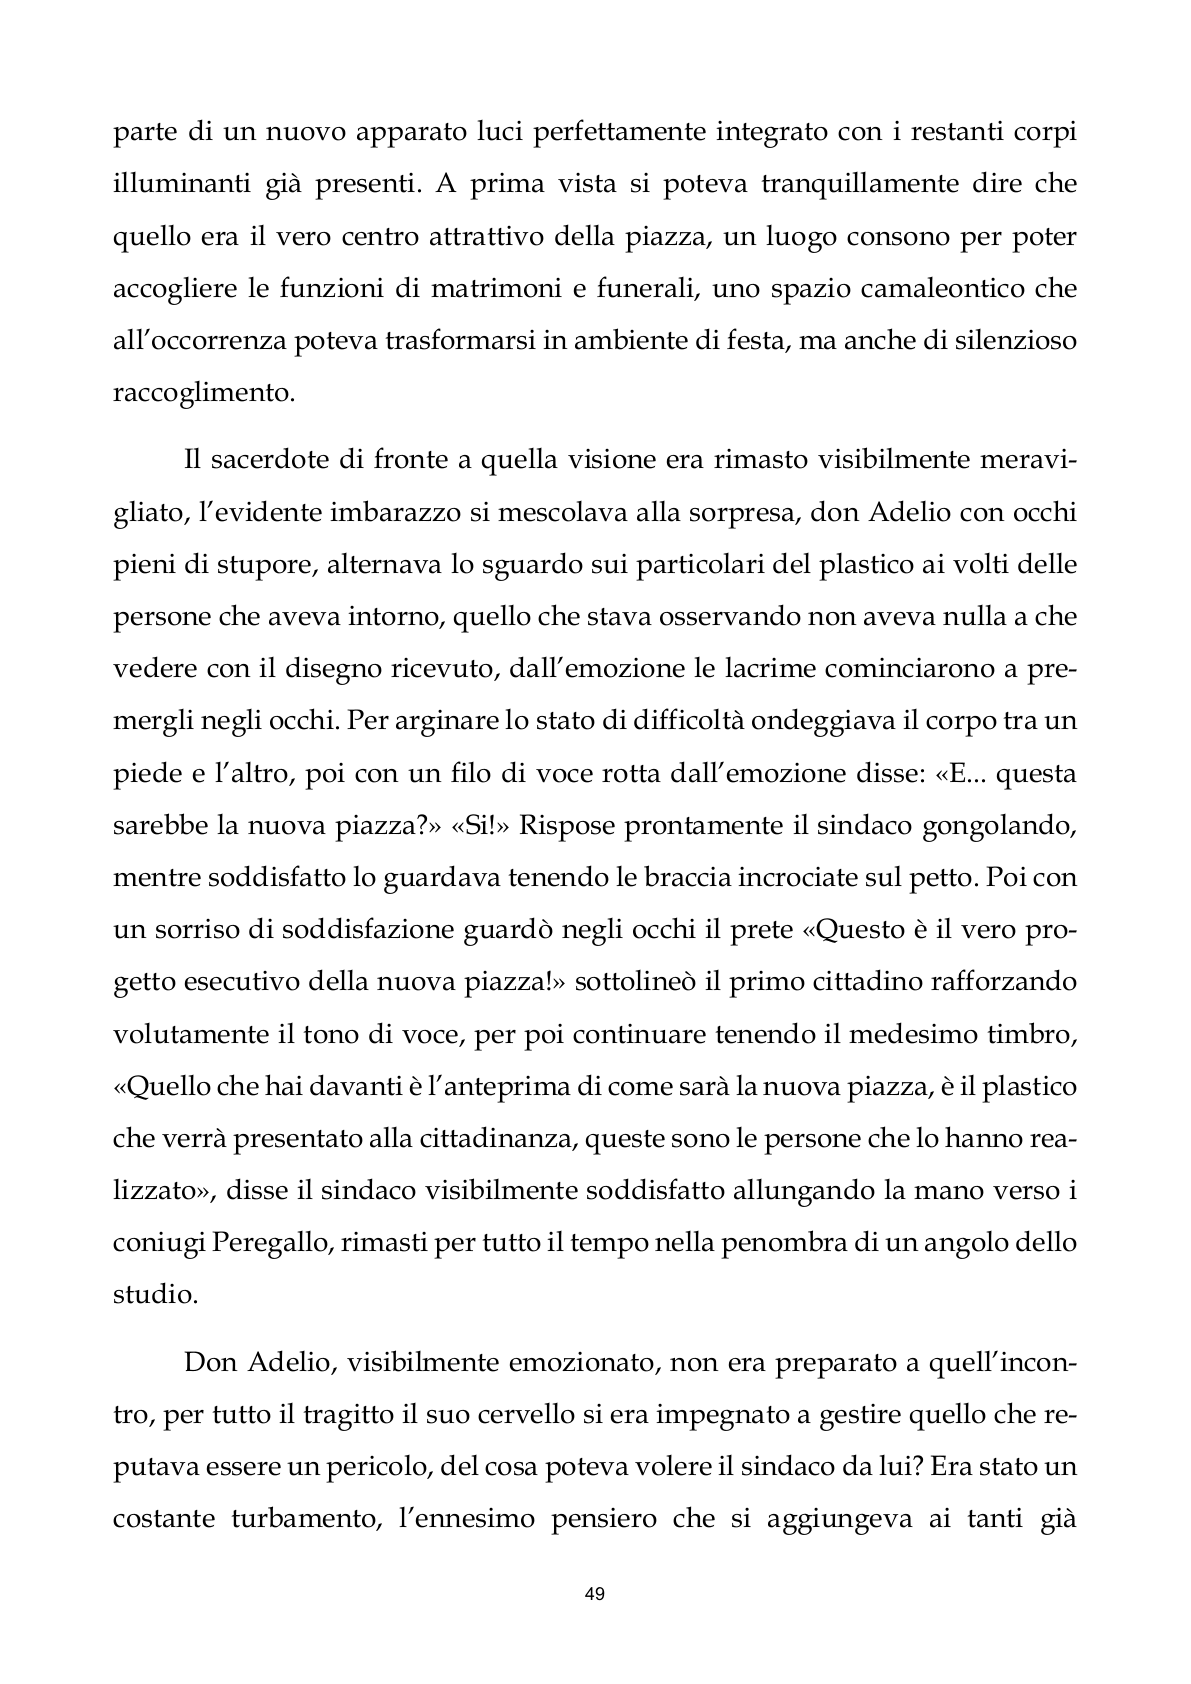 parte di un nuovo apparato luci perfettamente integrato con i restanti corpi
illuminanti già presenti. A prima vista si poteva tranquillamente dire che
quello era il vero centro attrattivo della piazza, un luogo consono per poter
accogliere le funzioni di matrimoni e funerali, uno spazio camaleontico che
all’occorrenza poteva trasformarsi in ambiente di festa, ma anche di silenzioso
raccoglimento.
Il sacerdote di fronte a quella visione era rimasto visibilmente meravi-
gliato, l’evidente imbarazzo si mescolava alla sorpresa, don Adelio con occhi
pieni di stupore, alternava lo sguardo sui particolari del plastico ai volti delle
persone che aveva intorno, quello che stava osservando non aveva nulla a che
vedere con il disegno ricevuto, dall’emozione le lacrime cominciarono a pre-
mergli negli occhi. Per arginare lo stato di difficoltà ondeggiava il corpo tra un
piede e l’altro, poi con un filo di voce rotta dall’emozione disse: «E... questa
sarebbe la nuova piazza?» «Si!» Rispose prontamente il sindaco gongolando,
mentre soddisfatto lo guardava tenendo le braccia incrociate sul petto. Poi con
un sorriso di soddisfazione guardò negli occhi il prete «Questo è il vero pro-
getto esecutivo della nuova piazza!» sottolineò il primo cittadino rafforzando
volutamente il tono di voce, per poi continuare tenendo il medesimo timbro,
«Quello che hai davanti è l’anteprima di come sarà la nuova piazza, è il plastico
che verrà presentato alla cittadinanza, queste sono le persone che lo hanno rea-
lizzato», disse il sindaco visibilmente soddisfatto allungando la mano verso i
coniugi Peregallo, rimasti per tutto il tempo nella penombra di un angolo dello
studio.
Don Adelio, visibilmente emozionato, non era preparato a quell’incon-
tro, per tutto il tragitto il suo cervello si era impegnato a gestire quello che re-
putava essere un pericolo, del cosa poteva volere il sindaco da lui? Era stato un
costante turbamento, l’ennesimo pensiero che si aggiungeva ai tanti già
49